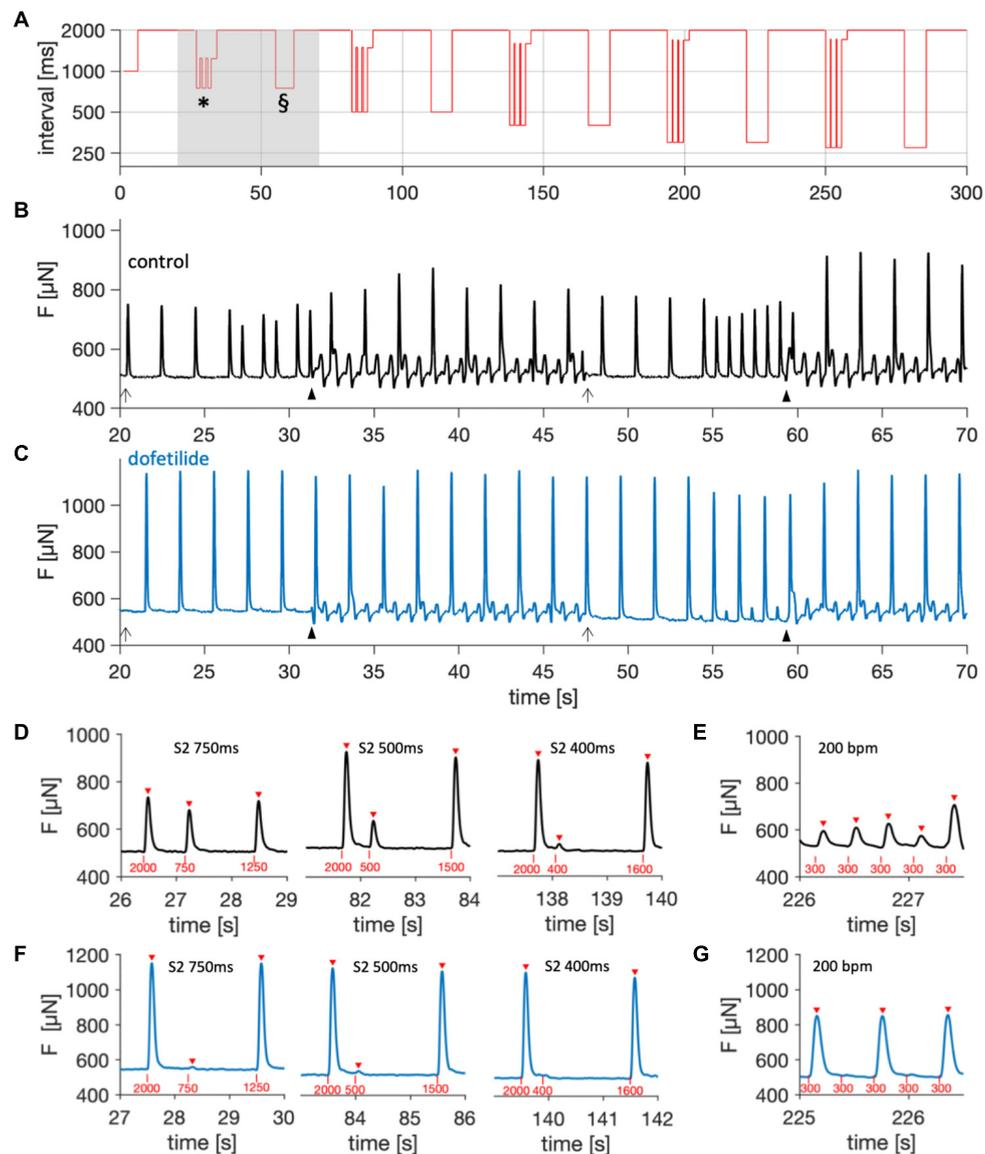 A
interval [ms]
2000
1000
500
250
* §
0 50 100 150 200 250 300
B
F [µN]
1000
800
600
400
control
20 25 30 35 40 45 50 55 60 65 70
C
F [µN]
1000
800
600
400
dofetilide
20 25 30 35 40 45 50 55 60 65 70
time [s]
D
F [µN]
1000
800
600
400
S2 750ms S2 500ms S2 400ms
2000 750 1250 2000 500 1500 2000 400 1600
26 27 28 29 82 83 84 138 139 140
time [s] time [s] time [s]
E
F [µN]
1000
800
600
400
200 bpm
300 300 300 300 300
226 227
time [s]
F
F [µN]
1200
1000
800
600
400
S2 750ms S2 500ms S2 400ms
2000 750 1250 2000 500 1500 2000 400 1600
27 28 29 30 84 85 86 140 141 142
time [s] time [s] time [s]
G
F [µN]
1200
1000
800
600
400
200 bpm
300 300 300 300 300
225 226
time [s]